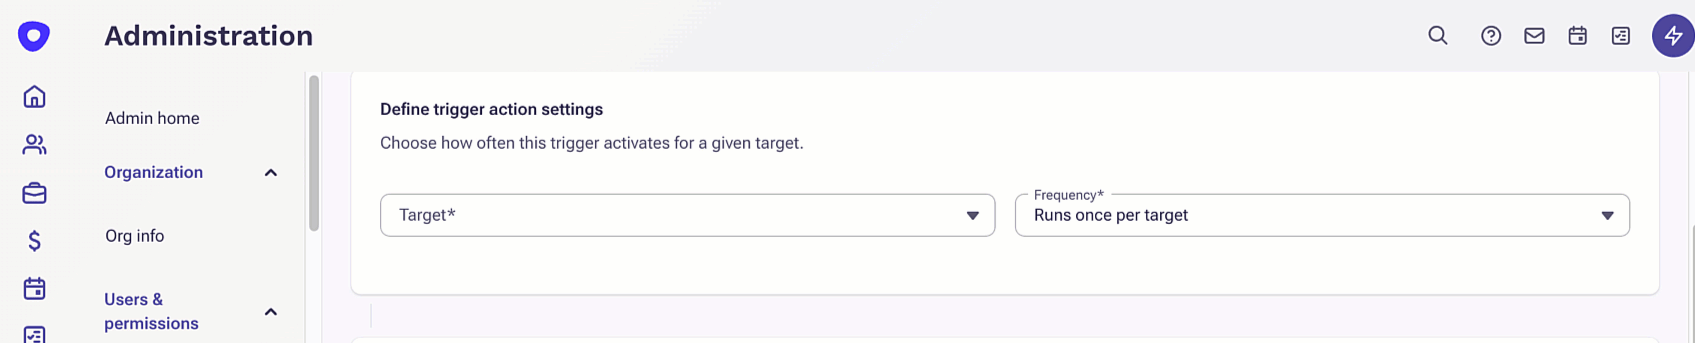 Administration
Admin home
Organization
Org info
Users &
permissions
Define trigger action settings
Choose how often this trigger activates for a given target.
Target*
Frequency*
Runs once per target